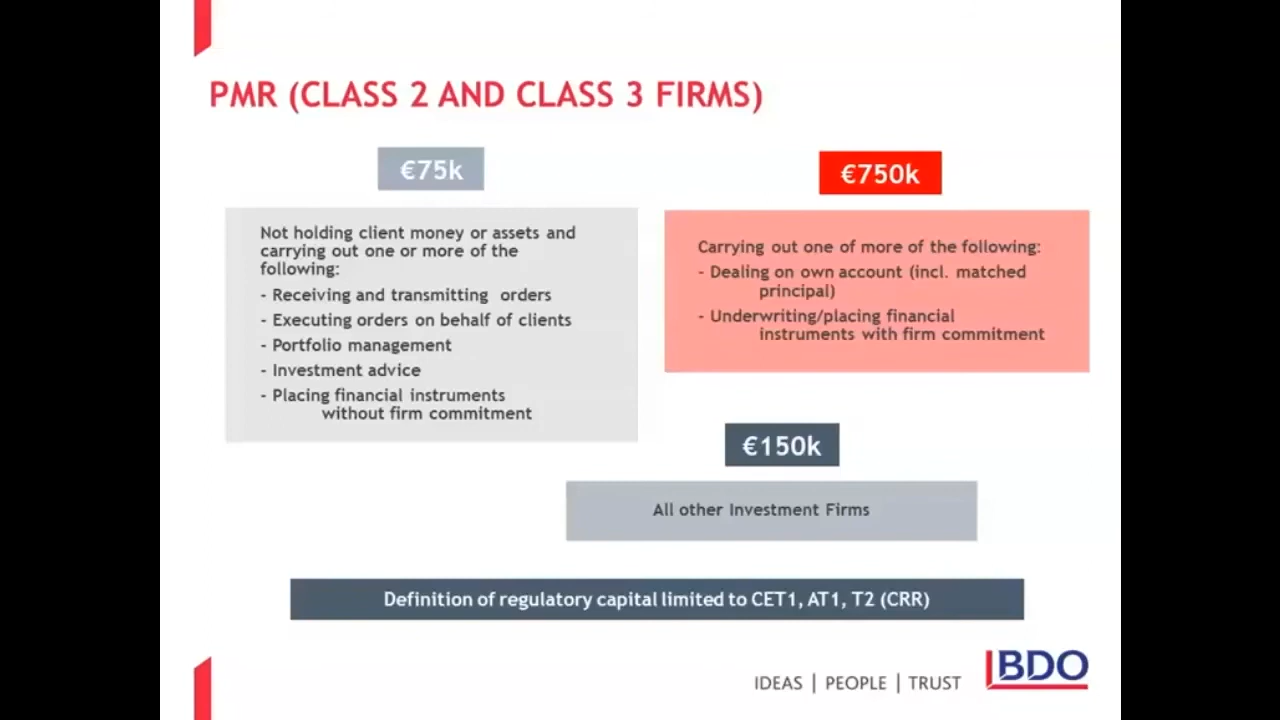 PMR (CLASS 2 AND CLASS 3 FIRMS)
€75k
Not holding client money or assets and
carrying out one or more of the
following:
- Receiving and transmitting orders
- Executing orders on behalf of clients
- Portfolio management
- Investment advice
- Placing financial instruments
without firm commitment
€750k
Carrying out one of more of the following:
- Dealing on own account (incl. matched
principal)
- Underwriting/placing financial
instruments with firm commitment
€150k
All other Investment Firms
Definition of regulatory capital limited to CET1, AT1, T2 (CRR)
IDEAS | PEOPLE | TRUST
BDO